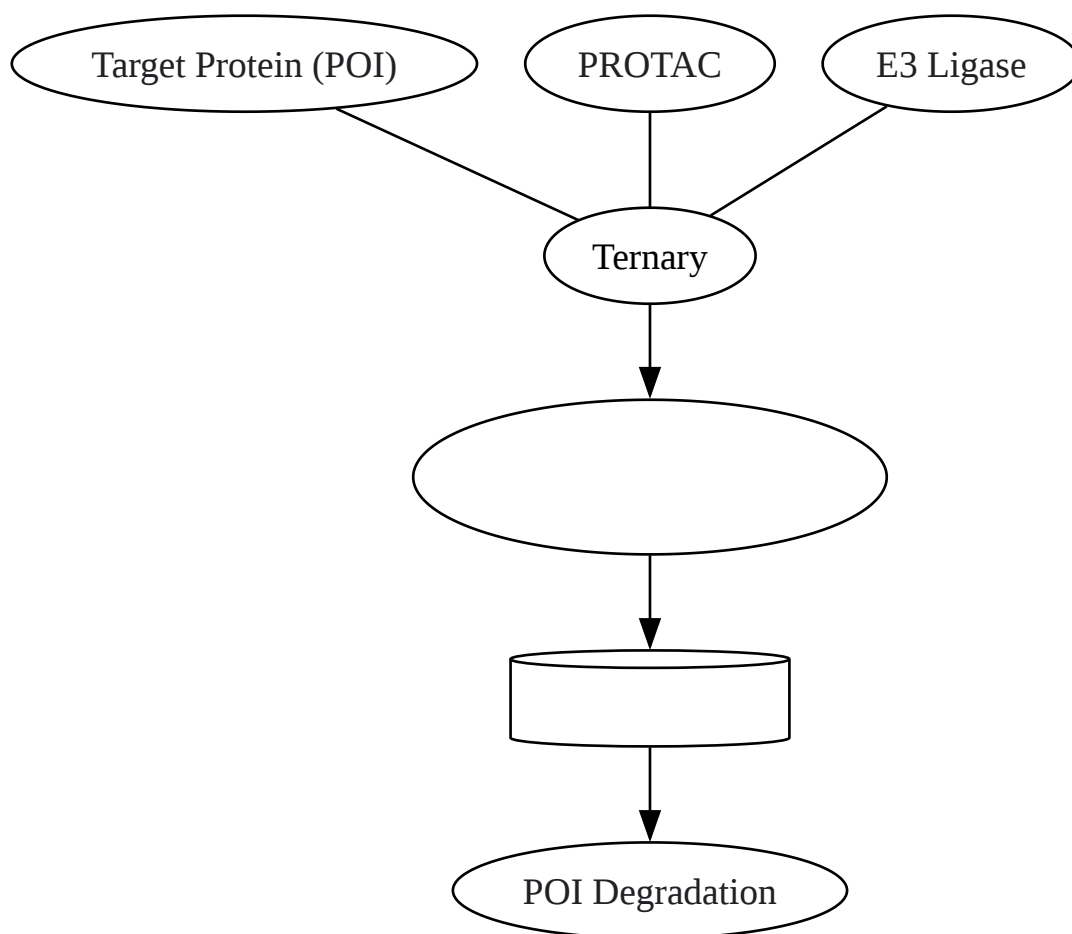 Target Protein (POI)
PROTAC
E3 Ligase
Ternary
POI Degradation